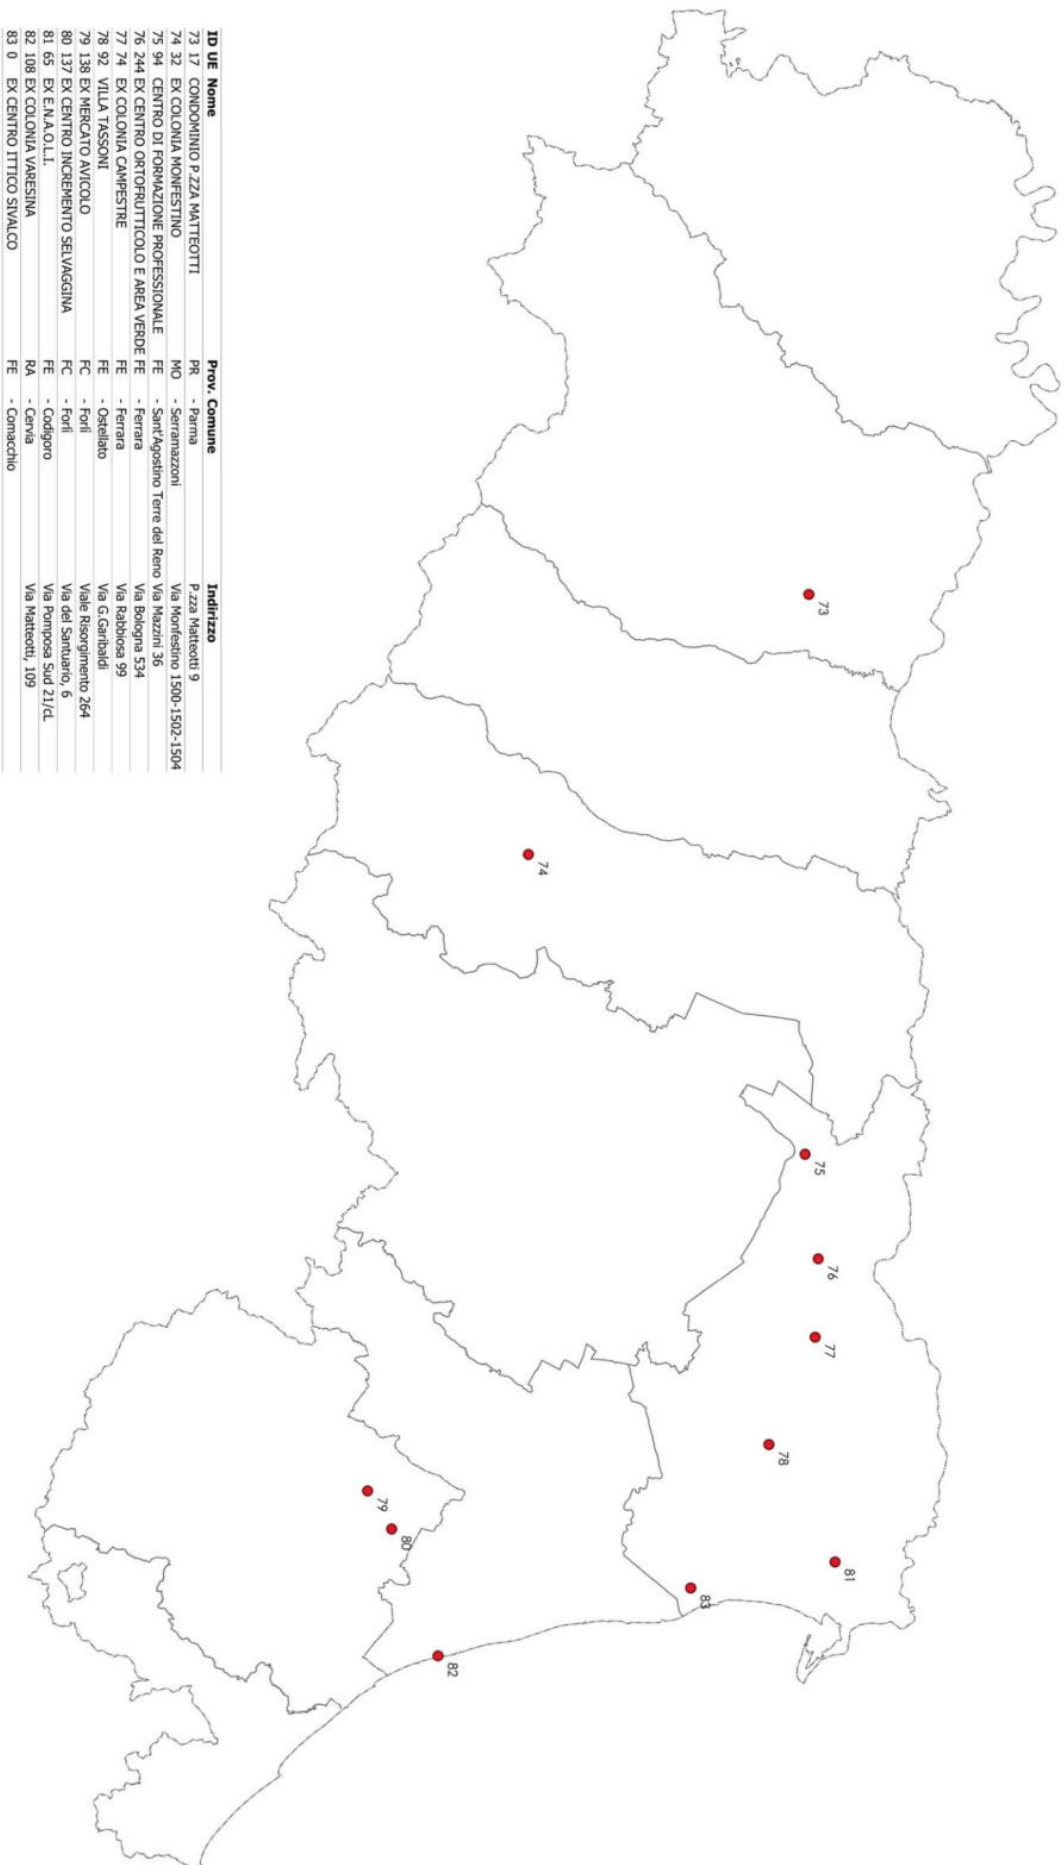 ID UE Nome Prov. Comune Indirizzo
73 17 CONDOMINIO P.ZZA MATTEOTTI PR - Parma P.zza Matteotti 9
74 32 EX COLONIA MONFESTINO MO - Serramazzoni Via Monfestino 1500-1502-1504
75 94 CENTRO DI FORMAZIONE PROFESSIONALE FE - Sant'Agostino Terre del Reno Via Mazzini 36
76 244 EX CENTRO ORTOFRUTTICOLO E AREA VERDE FE - Ferrara Via Bologna 534
77 74 EX COLONIA CAMPESTRE FE - Ferrara Via Rabbiosa 99
78 92 VILLA TASSONI FE - Ostellato Via G.Garibaldi
79 138 EX MERCATO AVICOLO FC - Forlì Viale Risorgimento 264
80 137 EX CENTRO INCREMENTO SELVAGGINA FC - Forlì Via del Santuario, 6
81 65 EX E.N.A.O.L.I. FE - Codigoro Via Pomposa Sud 21/cL
82 108 EX COLONIA VARESINA RA - Cervia Via Matteotti, 109
83 0 EX CENTRO ITTICO SIVALCO FE - Comacchio
73
74
75
76
77
78
79
80
81
83
82